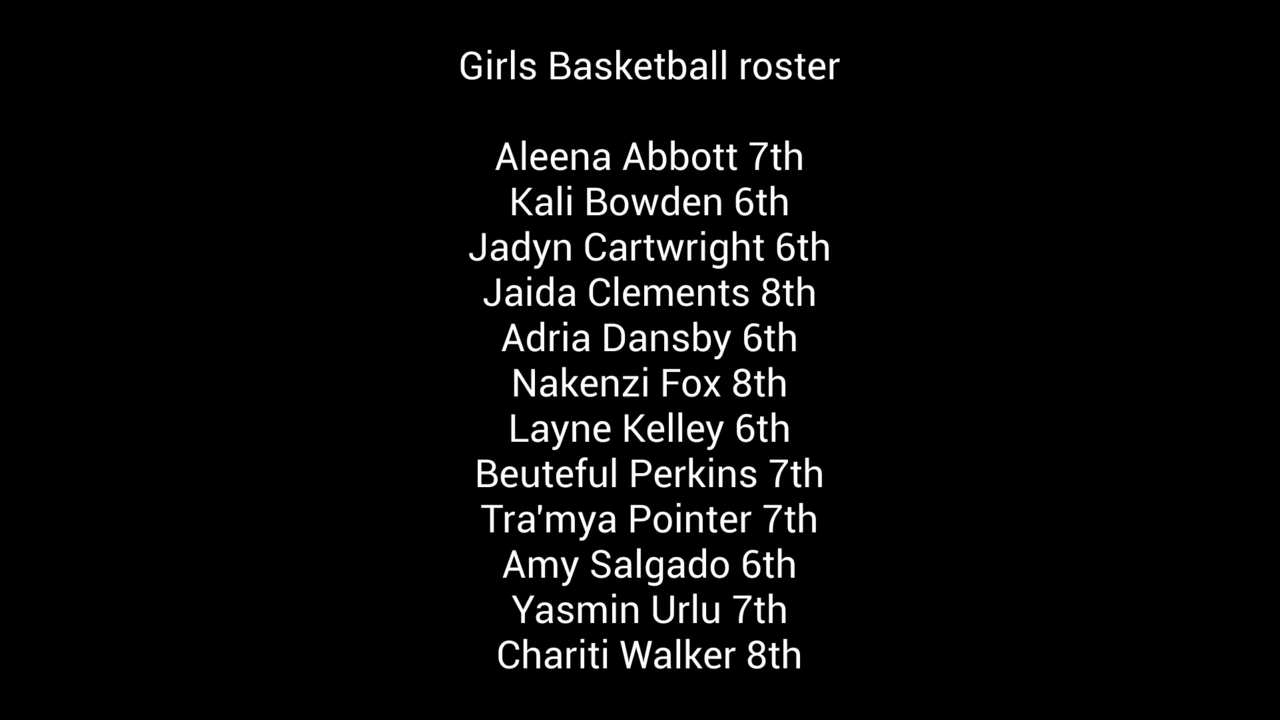 Girls Basketball roster
Aleena Abbott 7th
Kali Bowden 6th
Jadyn Cartwright 6th
Jaida Clements 8th
Adria Dansby 6th
Nakenzi Fox 8th
Layne Kelley 6th
Beuteful Perkins 7th
Tra'mya Pointer 7th
Amy Salgado 6th
Yasmin Urlu 7th
Chariti Walker 8th